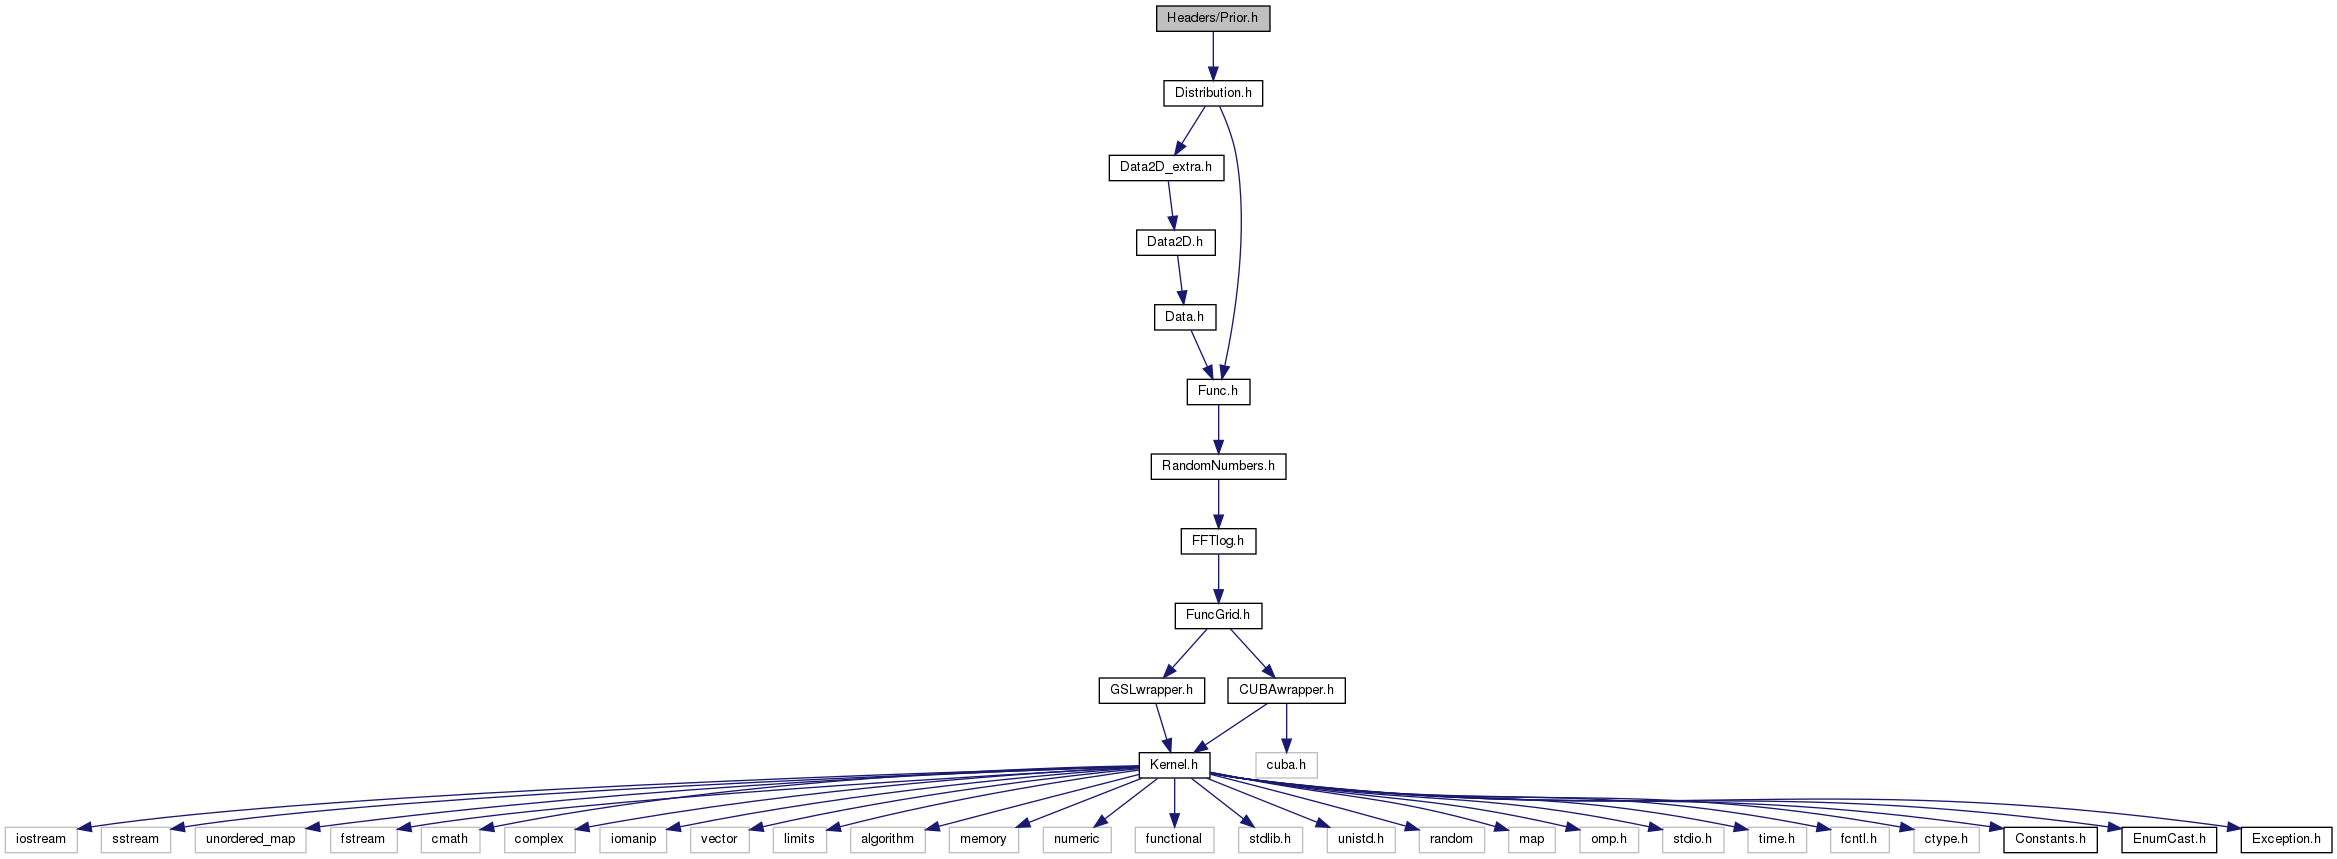 Headers/Prior.h
Distribution.h
Data2D_extra.h
Data2D.h
Data.h
Func.h
RandomNumbers.h
FFTlog.h
FuncGrid.h
GSLwrapper.h
CUBAwrapper.h
Kernel.h
cuba.h
iostream
sstream
unordered_map
fstream
cmath
complex
iomanip
vector
limits
algorithm
memory
numeric
functional
stdlib.h
unistd.h
random
map
omp.h
stdio.h
time.h
fcntl.h
ctype.h
Constants.h
EnumCast.h
Exception.h